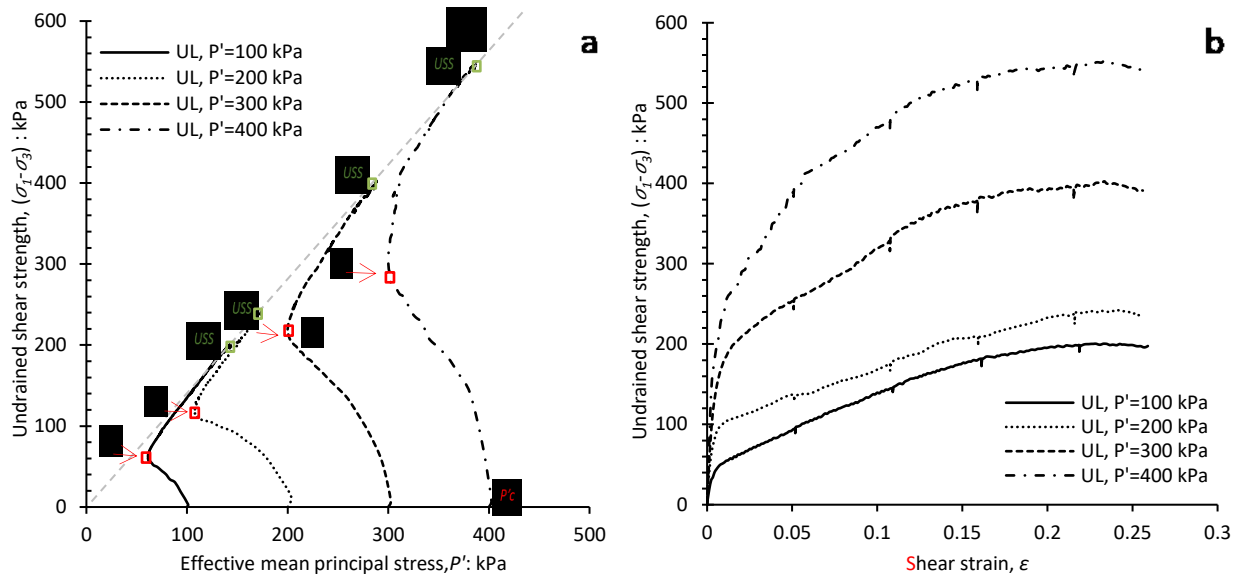 a
600
500
400
300
200
100
0
0 100 200 300 400 500
Undrained shear strength, (σ1-σ3) : kPa
Effective mean principal stress,P': kPa
UL, P'=100 kPa
UL, P'=200 kPa
UL, P'=300 kPa
UL, P'=400 kPa
USS
USS
USS
USS
P'c
b
600
500
400
300
200
100
0
0 0.05 0.1 0.15 0.2 0.25 0.3
Undrained shear strength, (σ1-σ3) : kPa
Shear strain, ε
UL, P'=100 kPa
UL, P'=200 kPa
UL, P'=300 kPa
UL, P'=400 kPa